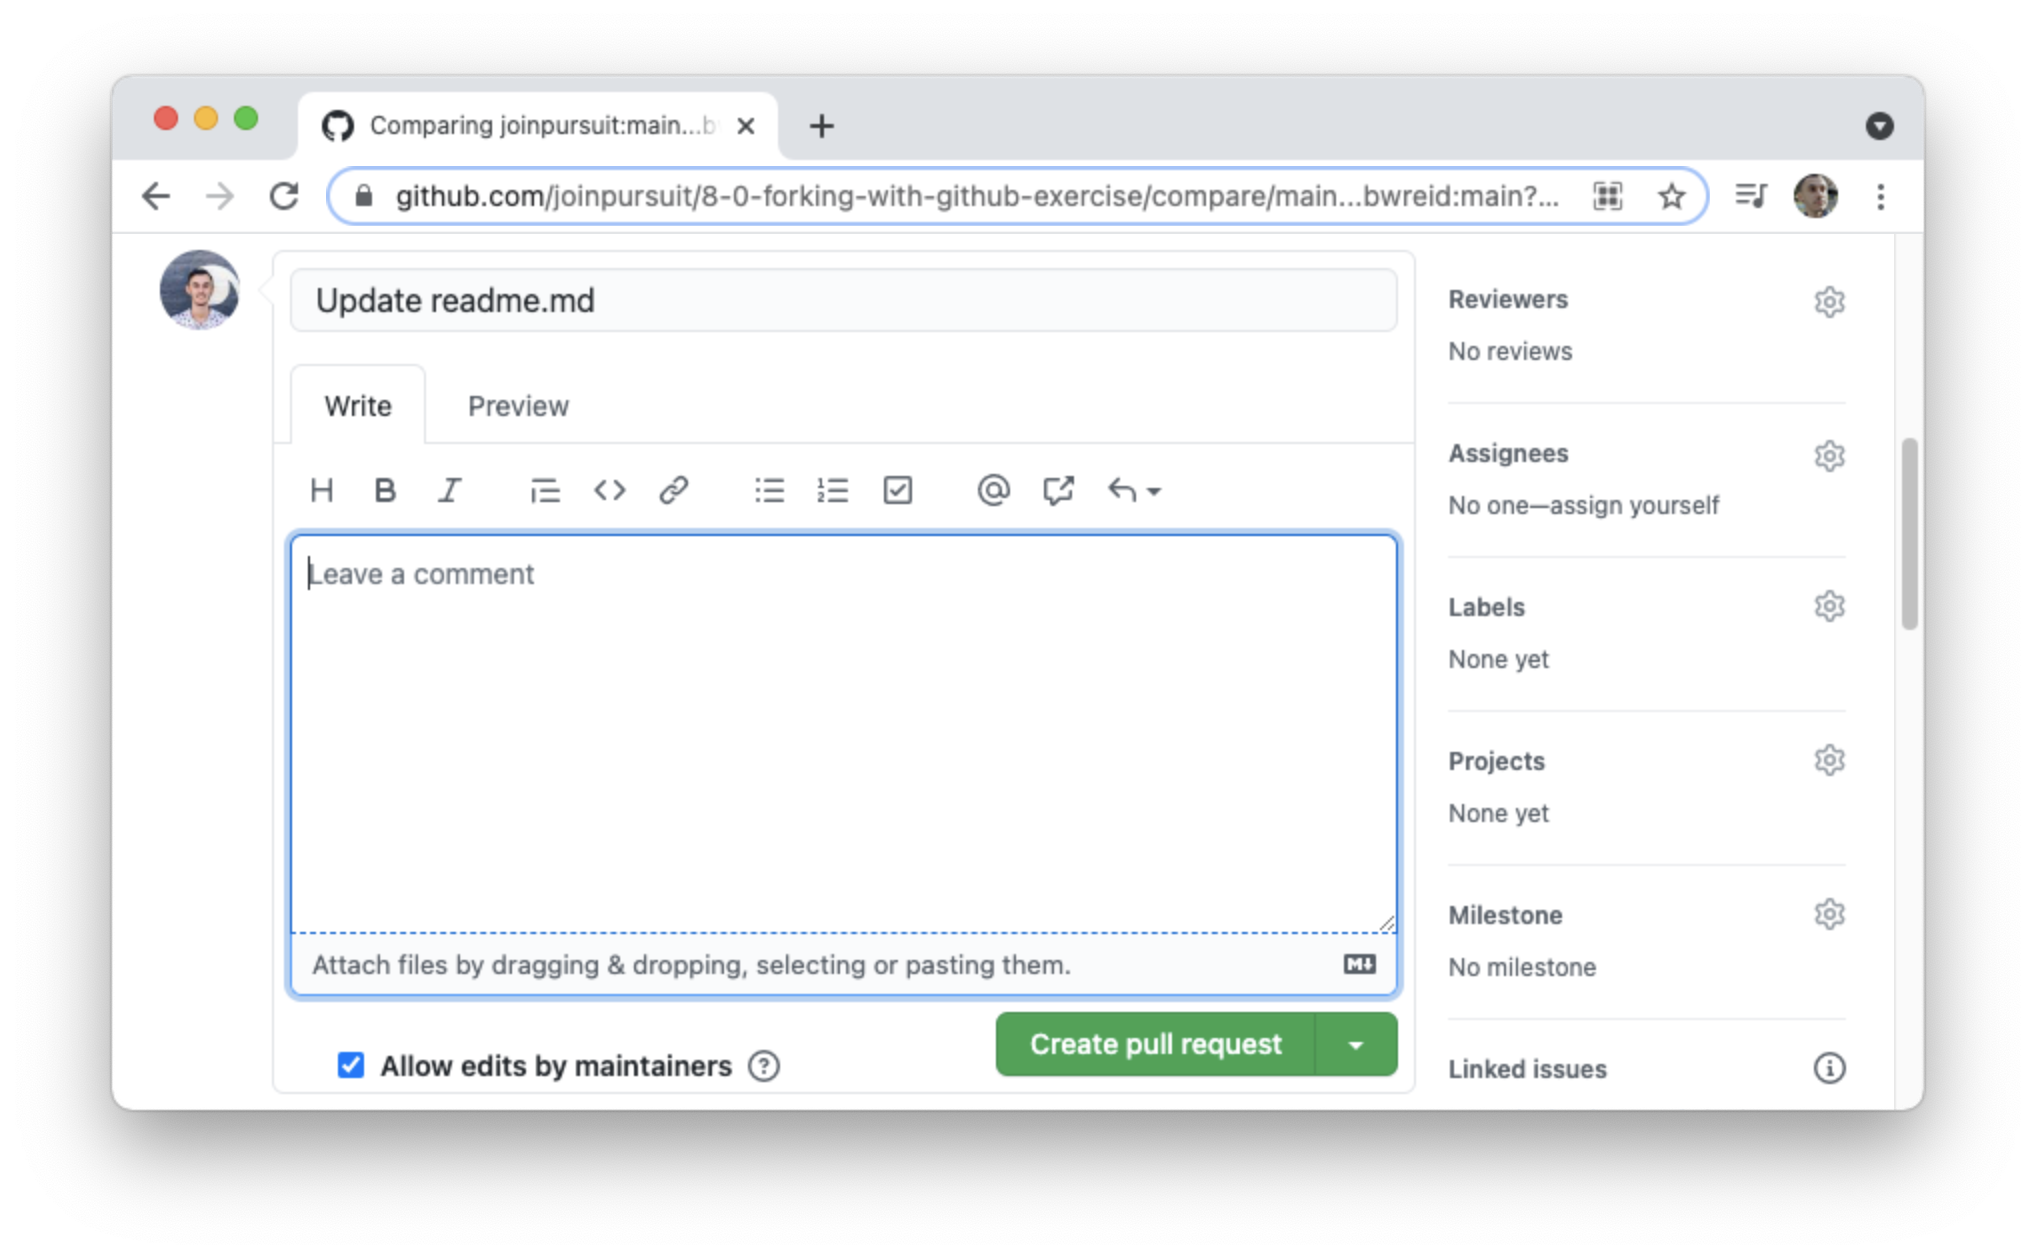 Comparing joinpursuit:main...
github.com/joinpursuit/8-0-forking-with-github-exercise/compare/main...bwreid:main?...
Update readme.md
Write
Preview
H B I
Leave a comment
Attach files by dragging & dropping, selecting or pasting them.
M
Allow edits by maintainers
Create pull request
Reviewers
No reviews
Assignees
No one—assign yourself
Labels
None yet
Projects
None yet
Milestone
No milestone
Linked issues